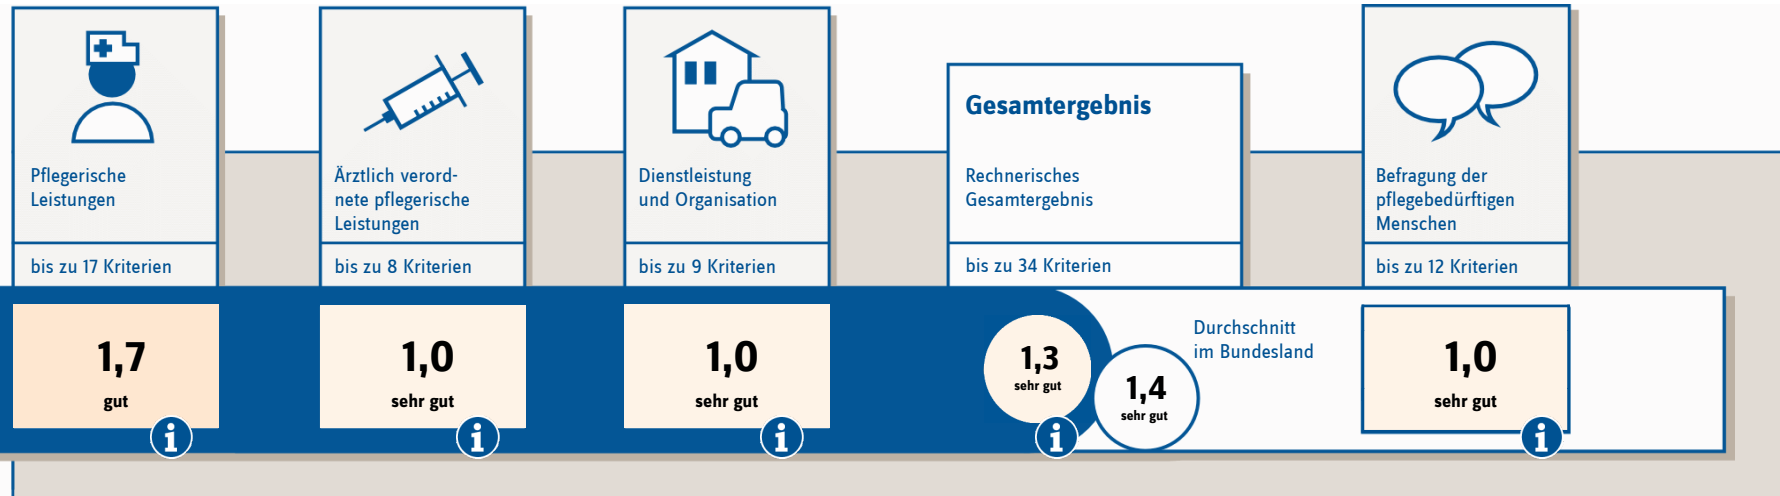 Pflegerische
Leistungen
bis zu 17 Kriterien
1,7
gut
i
Ärztlich verord-
nete pflegerische
Leistungen
bis zu 8 Kriterien
1,0
sehr gut
i
Dienstleistung
und Organisation
bis zu 9 Kriterien
1,0
sehr gut
i
Gesamtergebnis
Rechnerisches
Gesamtergebnis
bis zu 34 Kriterien
1,3
sehr gut
i
Durchschnitt
im Bundesland
1,4
sehr gut
Befragung der
pflegebedürftigen
Menschen
bis zu 12 Kriterien
1,0
sehr gut
i